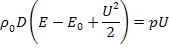 ρ₀D(E − E₀ + U²/2) = pU